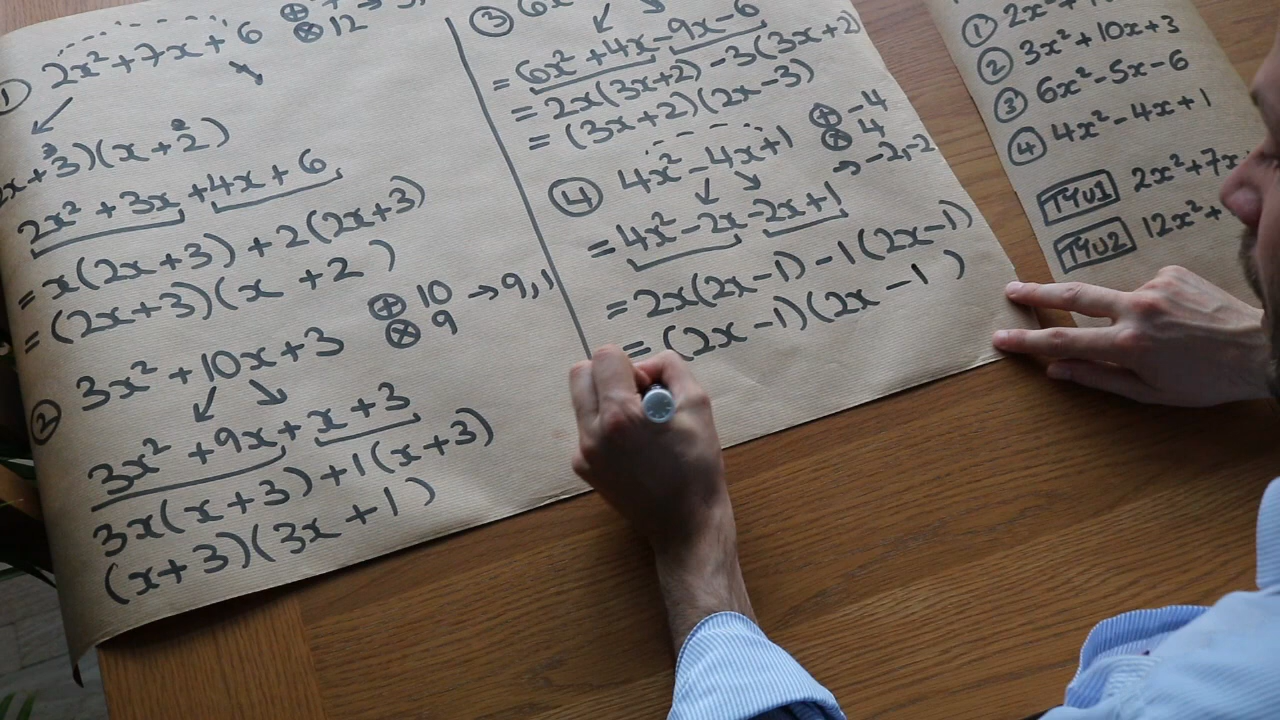 ① 2x² + 7x + 6
⊗ 12 →
2x + 3)(x + 2)
2x² + 3x + 4x + 6
= x(2x + 3) + 2(2x + 3)
= (2x + 3)(x + 2)
② 3x² + 10x + 3
⊕ 10 → 9, 1
⊗ 9
3x² + 9x + x + 3
3x(x + 3) + 1(x + 3)
(x + 3)(3x + 1)
③ 6x
= 6x² + 4x - 9x - 6
= 2x(3x + 2) - 3(3x + 2)
= (3x + 2)(2x - 3)
④ 4x² - 4x + 1
⊕ -4
⊗ 4
→ -2, -2
= 4x² - 2x - 2x + 1
= 2x(2x - 1) - 1(2x - 1)
= (2x - 1)(2x - 1)
① 2x²
② 3x² + 10x + 3
③ 6x² - 5x - 6
④ 4x² - 4x + 1
TYU1 2x² + 7x
TYU2 12x² +